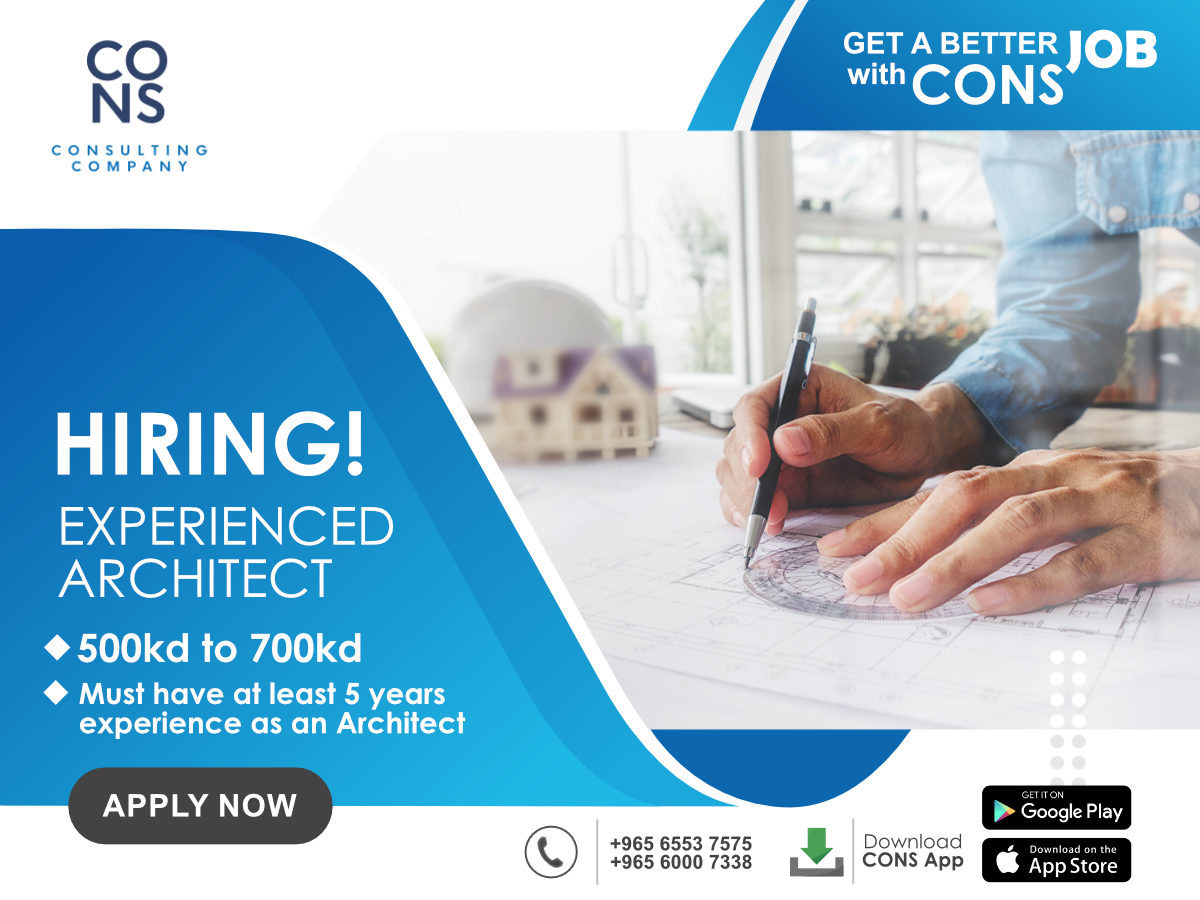 CO
NS
CONSULTING
COMPANY
GET A BETTER JOB
with CONS
HIRING!
EXPERIENCED
ARCHITECT
500kd to 700kd
Must have at least 5 years
experience as an Architect
APPLY NOW
+965 6553 7575
+965 6000 7338
Download
CONS App
GET IT ON
Google Play
Download on the
App Store